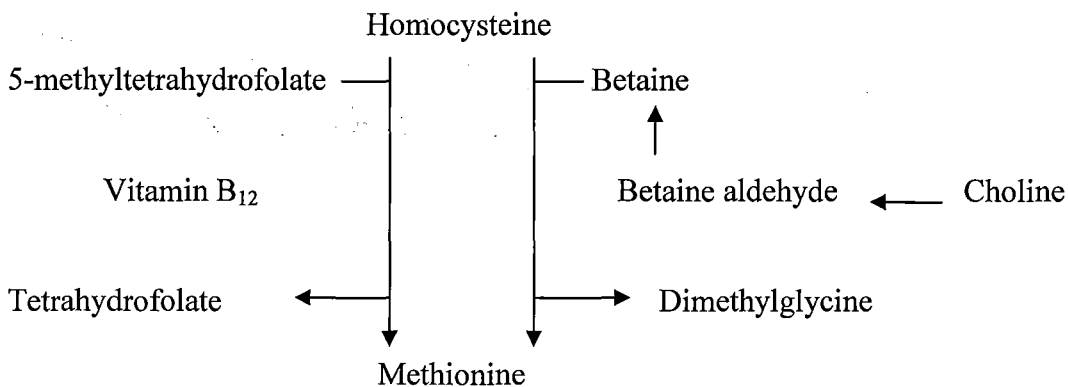 Homocysteine
5-methyltetrahydrofolate Betaine
Vitamin B₁₂ Betaine aldehyde Choline
Tetrahydrofolate Dimethylglycine
Methionine